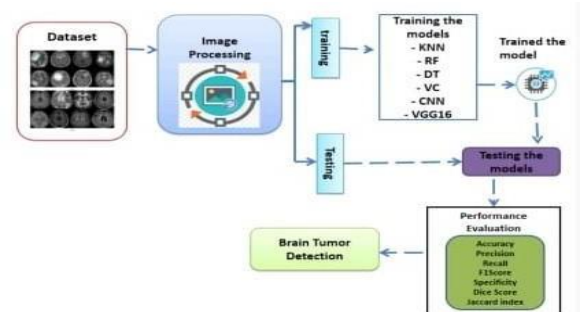 Dataset
Image
Processing
training
Testing
Training the
models
- KNN
- RF
- DT
- VC
- CNN
- VGG16
Trained the
model
Testing the
models
Performance
Evaluation
Accuracy
Precision
Recall
F1Score
Specificity
Dice Score
Jaccard index
Brain Tumor
Detection